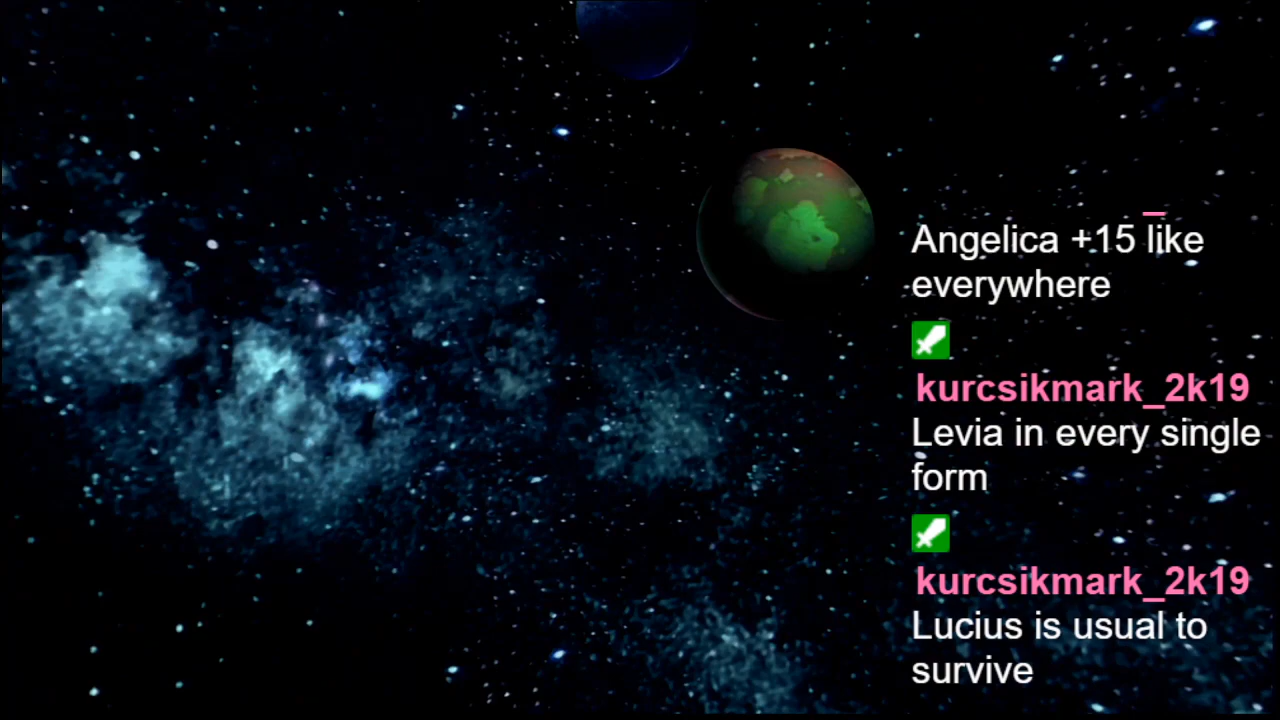 Angelica +15 like
everywhere
kurcsikmark_2k19
Levia in every single
form
kurcsikmark_2k19
Lucius is usual to
survive